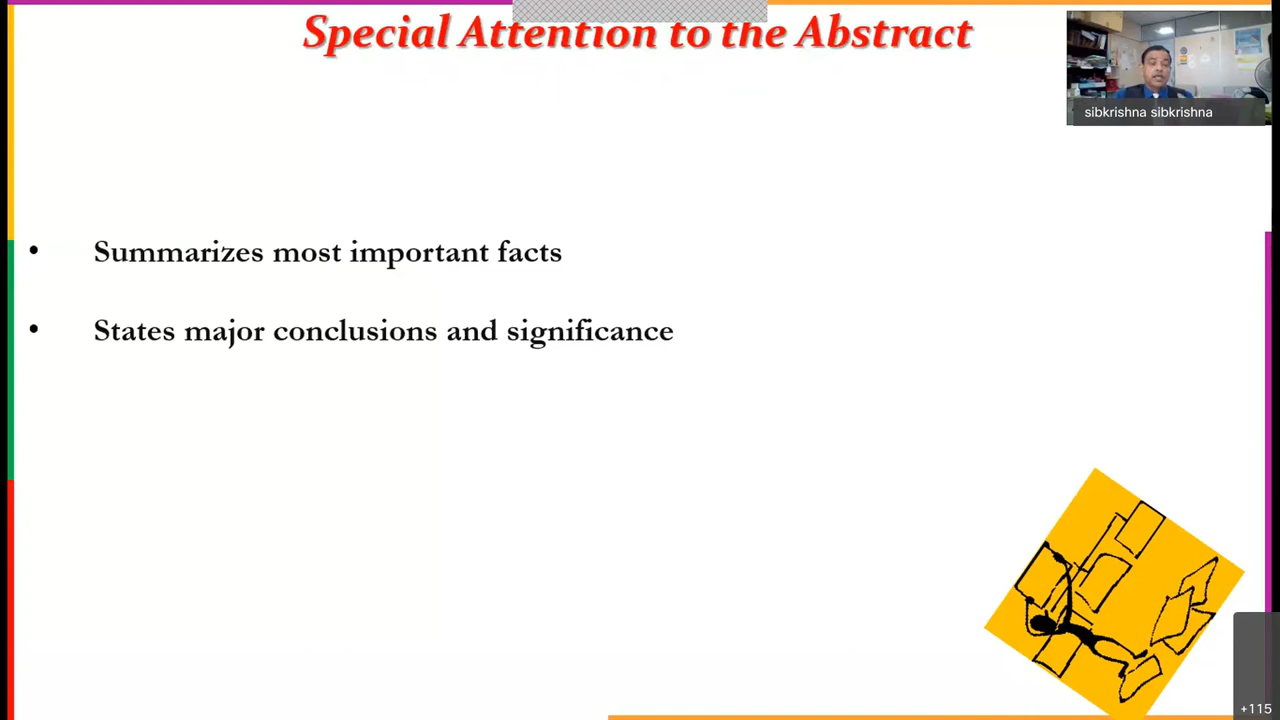 Special Attention to the Abstract
sibkrishna sibkrishna
• Summarizes most important facts
• States major conclusions and significance
+115